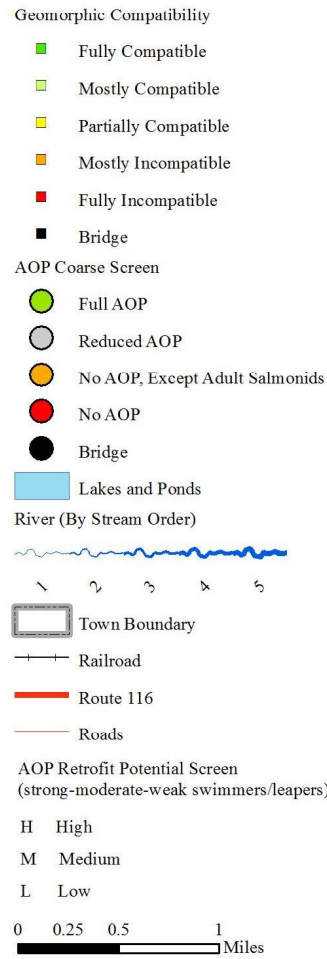 Geomorphic Compatibility
Fully Compatible
Mostly Compatible
Partially Compatible
Mostly Incompatible
Fully Incompatible
Bridge
AOP Coarse Screen
Full AOP
Reduced AOP
No AOP, Except Adult Salmonids
No AOP
Bridge
Lakes and Ponds
River (By Stream Order)
1 2 3 4 5
Town Boundary
Railroad
Route 116
Roads
AOP Retrofit Potential Screen
(strong-moderate-weak swimmers/leapers)
H High
M Medium
L Low
0 0.25 0.5 1
Miles